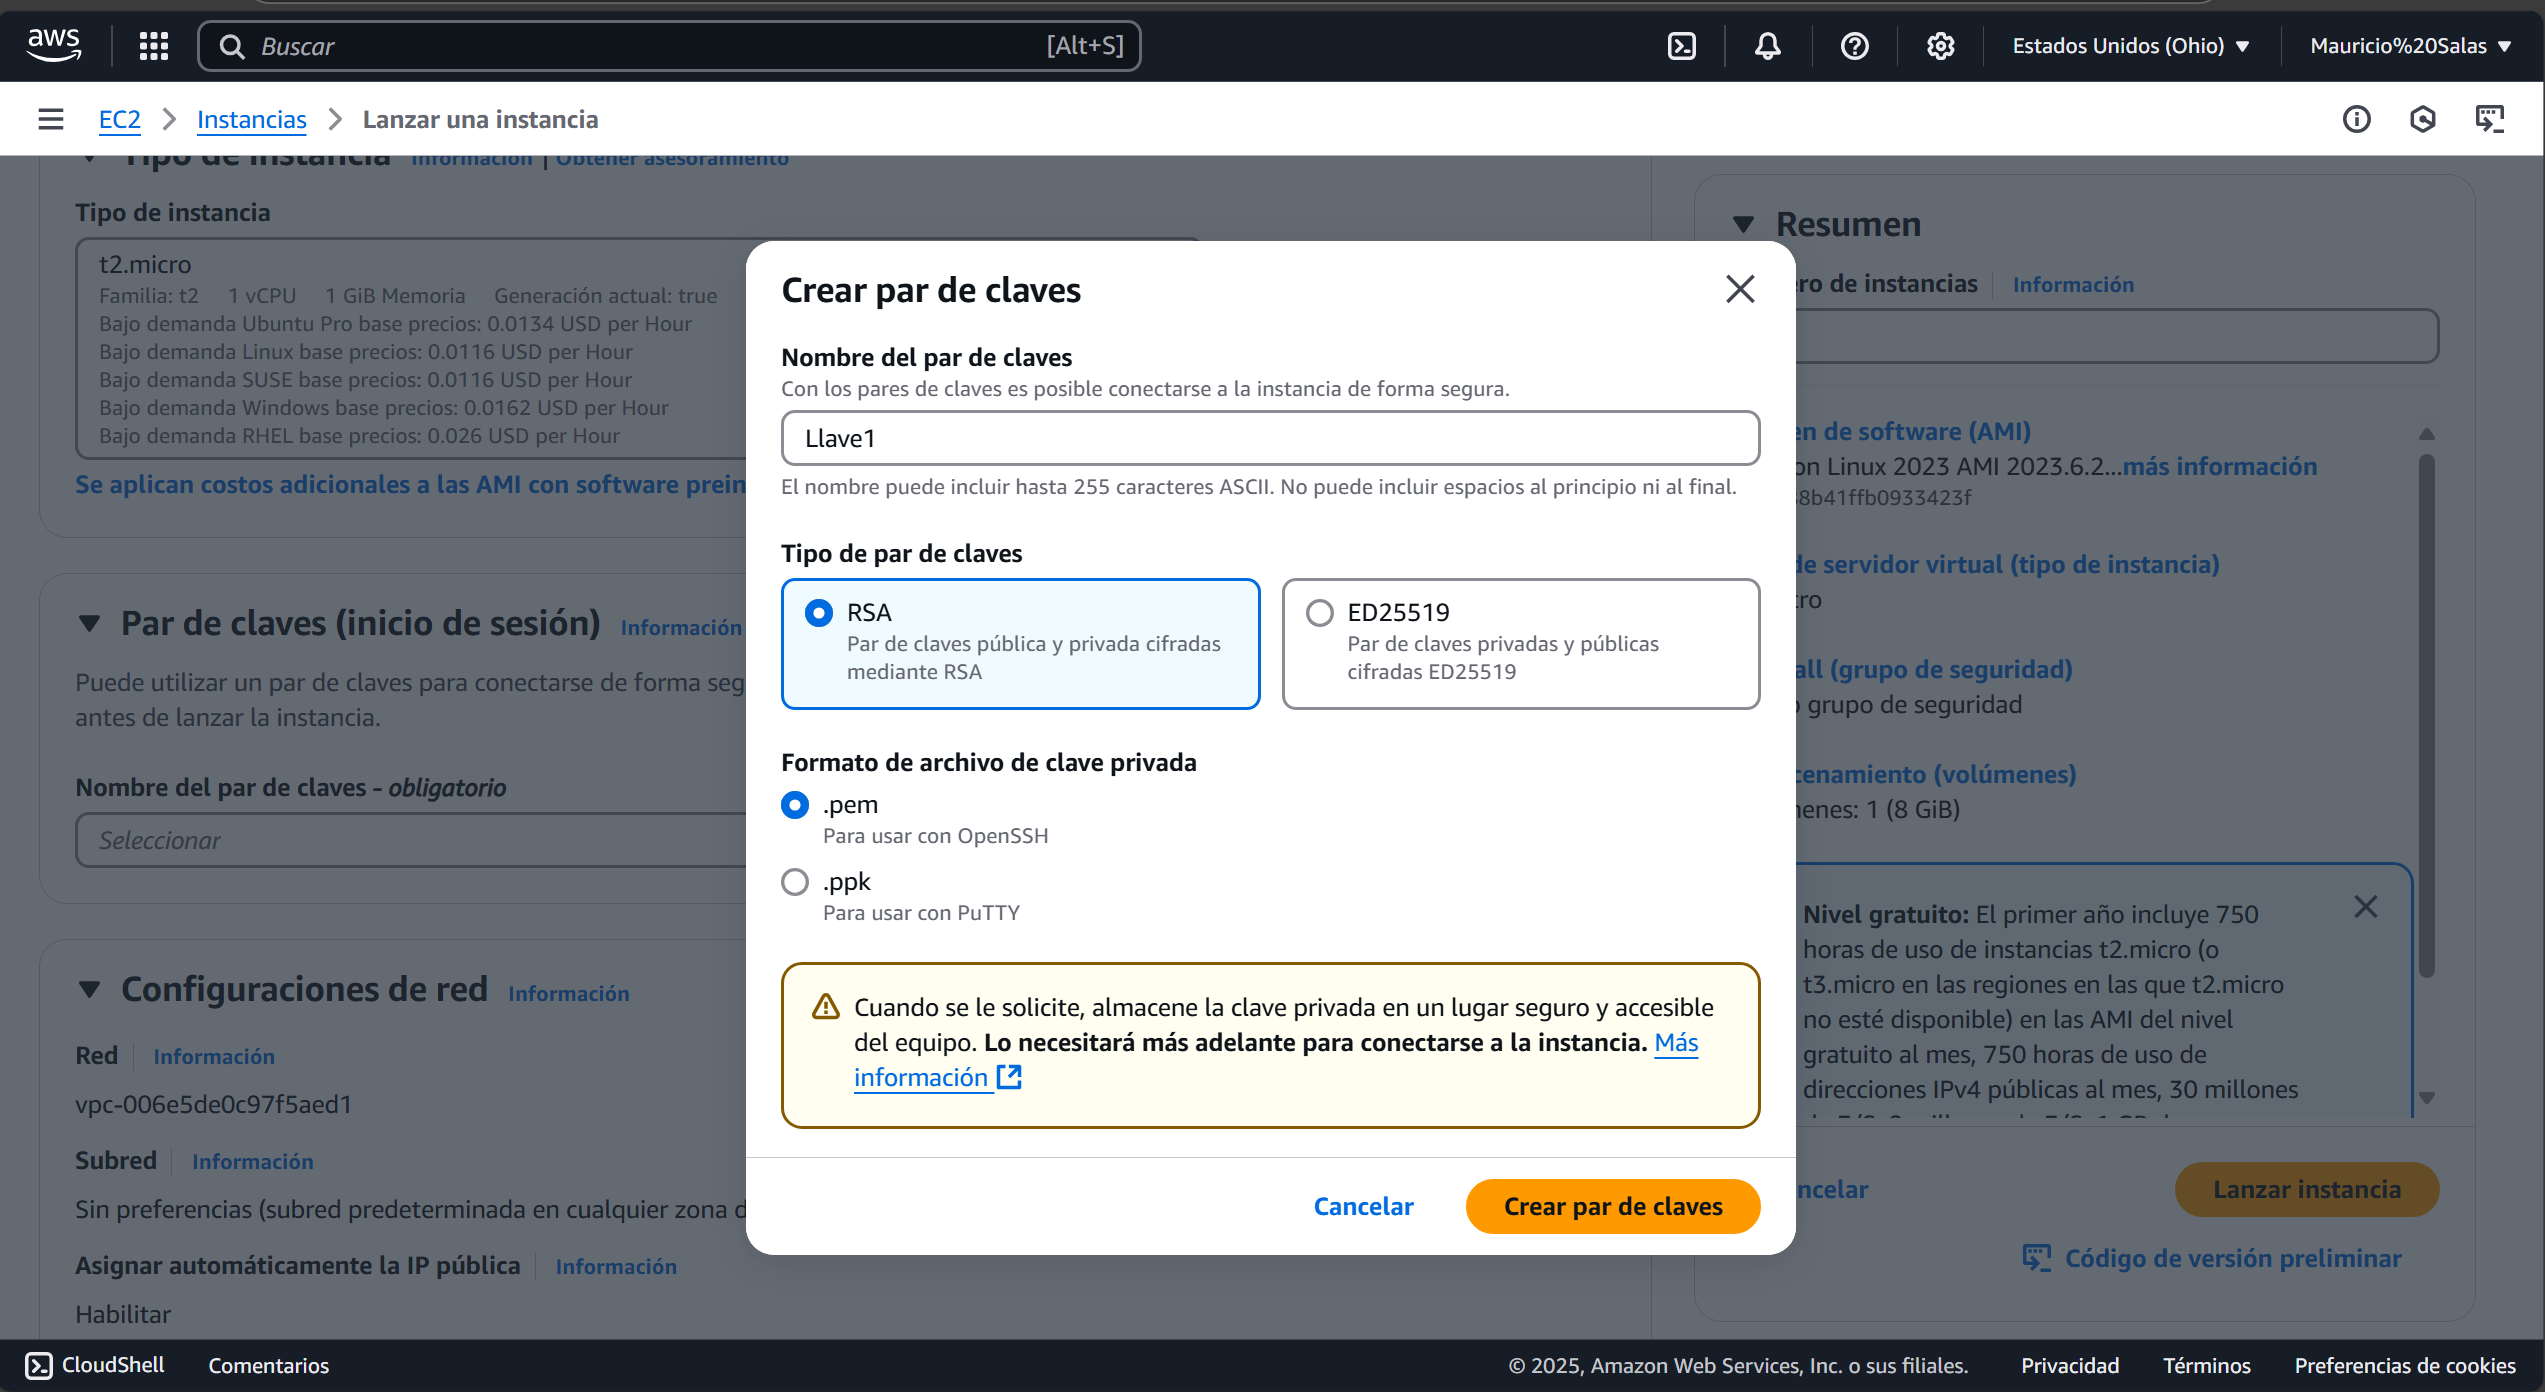 aws
Buscar [Alt+S]
Estados Unidos (Ohio)
Mauricio%20Salas
EC2 > Instancias > Lanzar una instancia
Tipo de instancia Información | Obtener asesoramiento
Tipo de instancia
t2.micro
Familia: t2 1 vCPU 1 GiB Memoria Generación actual: true
Bajo demanda Ubuntu Pro base precios: 0.0134 USD per Hour
Bajo demanda Linux base precios: 0.0116 USD per Hour
Bajo demanda SUSE base precios: 0.0116 USD per Hour
Bajo demanda Windows base precios: 0.0162 USD per Hour
Bajo demanda RHEL base precios: 0.026 USD per Hour
Se aplican costos adicionales a las AMI con software prein
Par de claves (inicio de sesión) Información
Puede utilizar un par de claves para conectarse de forma seg
antes de lanzar la instancia.
Nombre del par de claves - obligatorio
Seleccionar
Configuraciones de red Información
Red Información
vpc-006e5de0c97f5aed1
Subred Información
Sin preferencias (subred predeterminada en cualquier zona d
Asignar automáticamente la IP pública Información
Habilitar
Crear par de claves
Nombre del par de claves
Con los pares de claves es posible conectarse a la instancia de forma segura.
Llave1
El nombre puede incluir hasta 255 caracteres ASCII. No puede incluir espacios al principio ni al final.
Tipo de par de claves
RSA
Par de claves pública y privada cifradas
mediante RSA
ED25519
Par de claves privadas y públicas
cifradas ED25519
Formato de archivo de clave privada
.pem
Para usar con OpenSSH
.ppk
Para usar con PuTTY
Cuando se le solicite, almacene la clave privada en un lugar seguro y accesible
del equipo. Lo necesitará más adelante para conectarse a la instancia. Más
información
Cancelar
Crear par de claves
Resumen
ero de instancias Información
en de software (AMI)
on Linux 2023 AMI 2023.6.2...más información
8b41ffb0933423f
de servidor virtual (tipo de instancia)
cro
all (grupo de seguridad)
grupo de seguridad
cenamiento (volúmenes)
nenes: 1 (8 GiB)
Nivel gratuito: El primer año incluye 750
horas de uso de instancias t2.micro (o
t3.micro en las regiones en las que t2.micro
no esté disponible) en las AMI del nivel
gratuito al mes, 750 horas de uso de
direcciones IPv4 públicas al mes, 30 millones
ncelar
Lanzar instancia
Código de versión preliminar
CloudShell
Comentarios
© 2025, Amazon Web Services, Inc. o sus filiales.
Privacidad
Términos
Preferencias de cookies